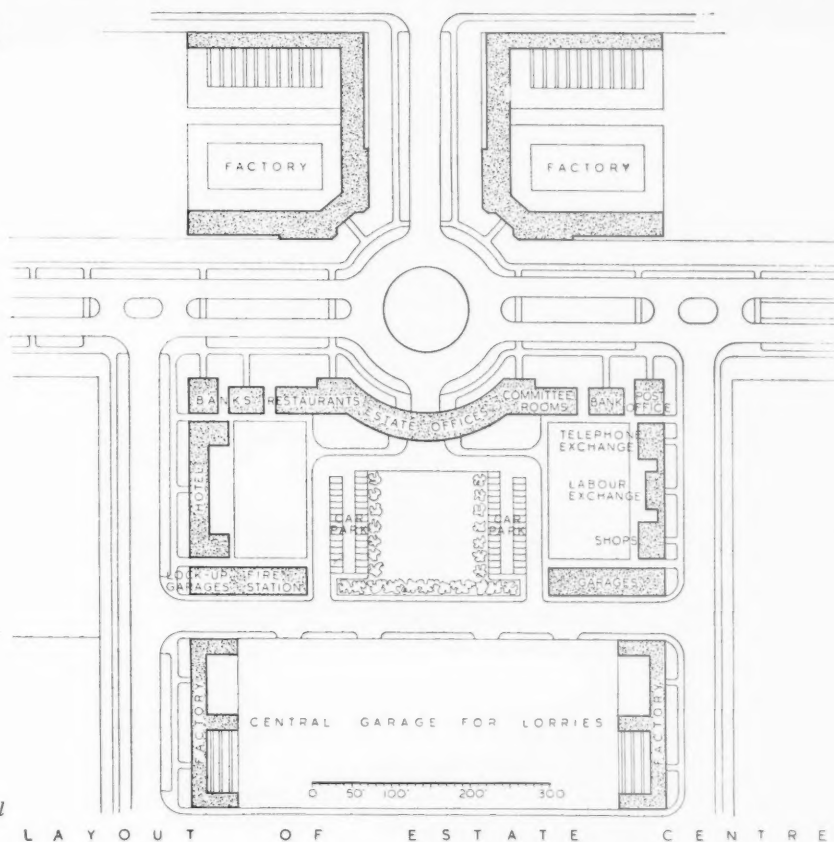 FACTORY
FACTORY
BANKS
RESTAURANTS
ESTATE OFFICES
COMMITTEE
ROOMS
BANK
POST
OFFICE
TELEPHONE
EXCHANGE
HOTEL
LABOUR
EXCHANGE
CAR
PARK
CAR
PARK
SHOPS
LOCK-UP
GARAGES
FIRE
STATION
GARAGES
FACTORY
CENTRAL GARAGE FOR LORRIES
FACTORY
0 50' 100' 200' 300'
l
LAYOUT OF ESTATE CENTRE